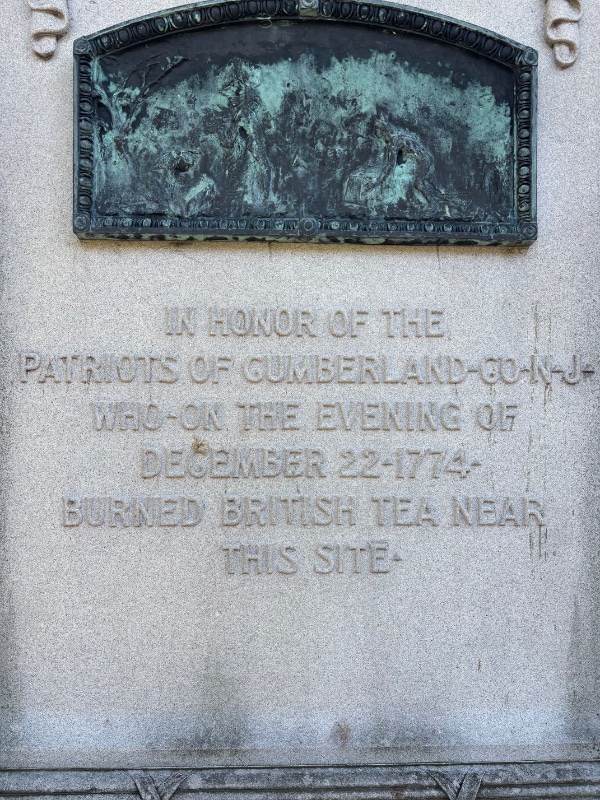 IN HONOR OF THE
PATRIOTS OF CUMBERLAND-CO-N-J-
WHO-ON THE EVENING OF
DECEMBER 22-1774-
BURNED BRITISH TEA NEAR
THIS SITE-